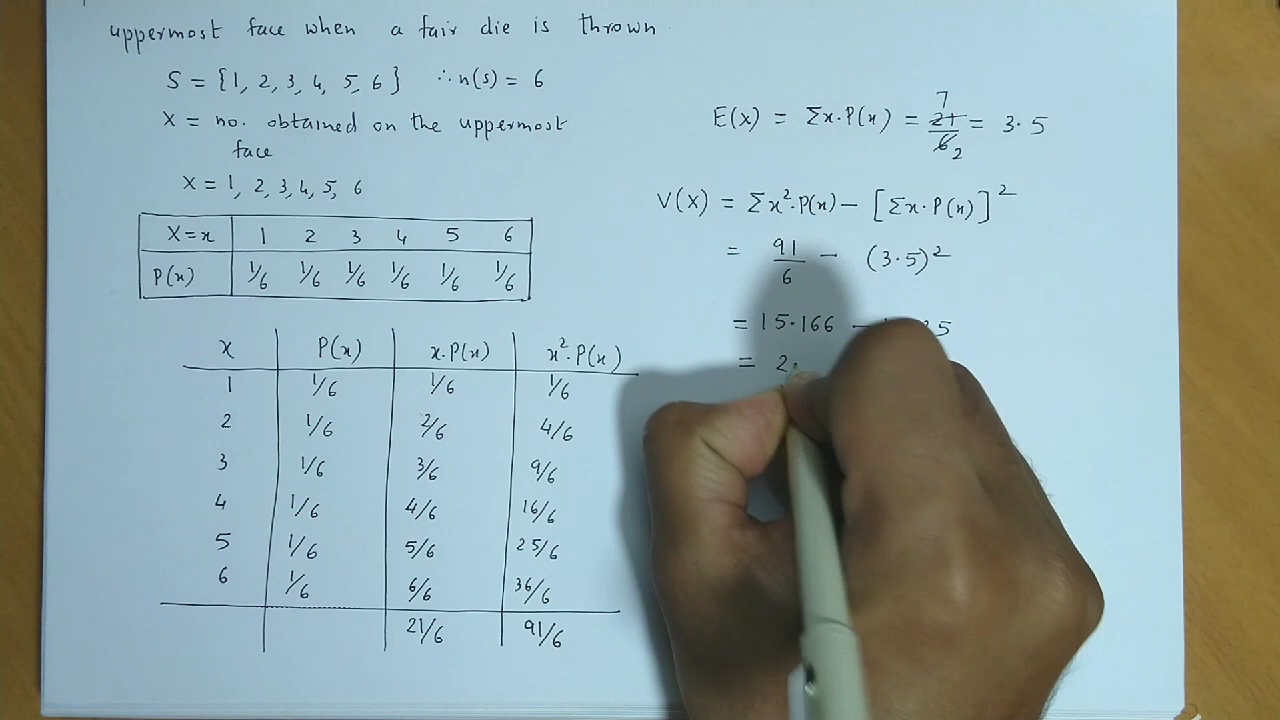 uppermost face when a fair die is thrown
S = {1, 2, 3, 4, 5, 6} ∴ n(s) = 6
X = no. obtained on the uppermost
face
X = 1, 2, 3, 4, 5, 6
X=x 1 2 3 4 5 6
P(x) 1/6 1/6 1/6 1/6 1/6 1/6
x P(x) x.P(x) x².P(x)
1 1/6 1/6 1/6
2 1/6 2/6 4/6
3 1/6 3/6 9/6
4 1/6 4/6 16/6
5 1/6 5/6 25/6
6 1/6 6/6 36/6
21/6 91/6
E(x) = Σx.P(x) = 21/6 7/2 = 3.5
V(X) = Σx².P(x) – [Σx.P(x)]²
= 91/6 – (3.5)²
= 15.166 –
= 2.